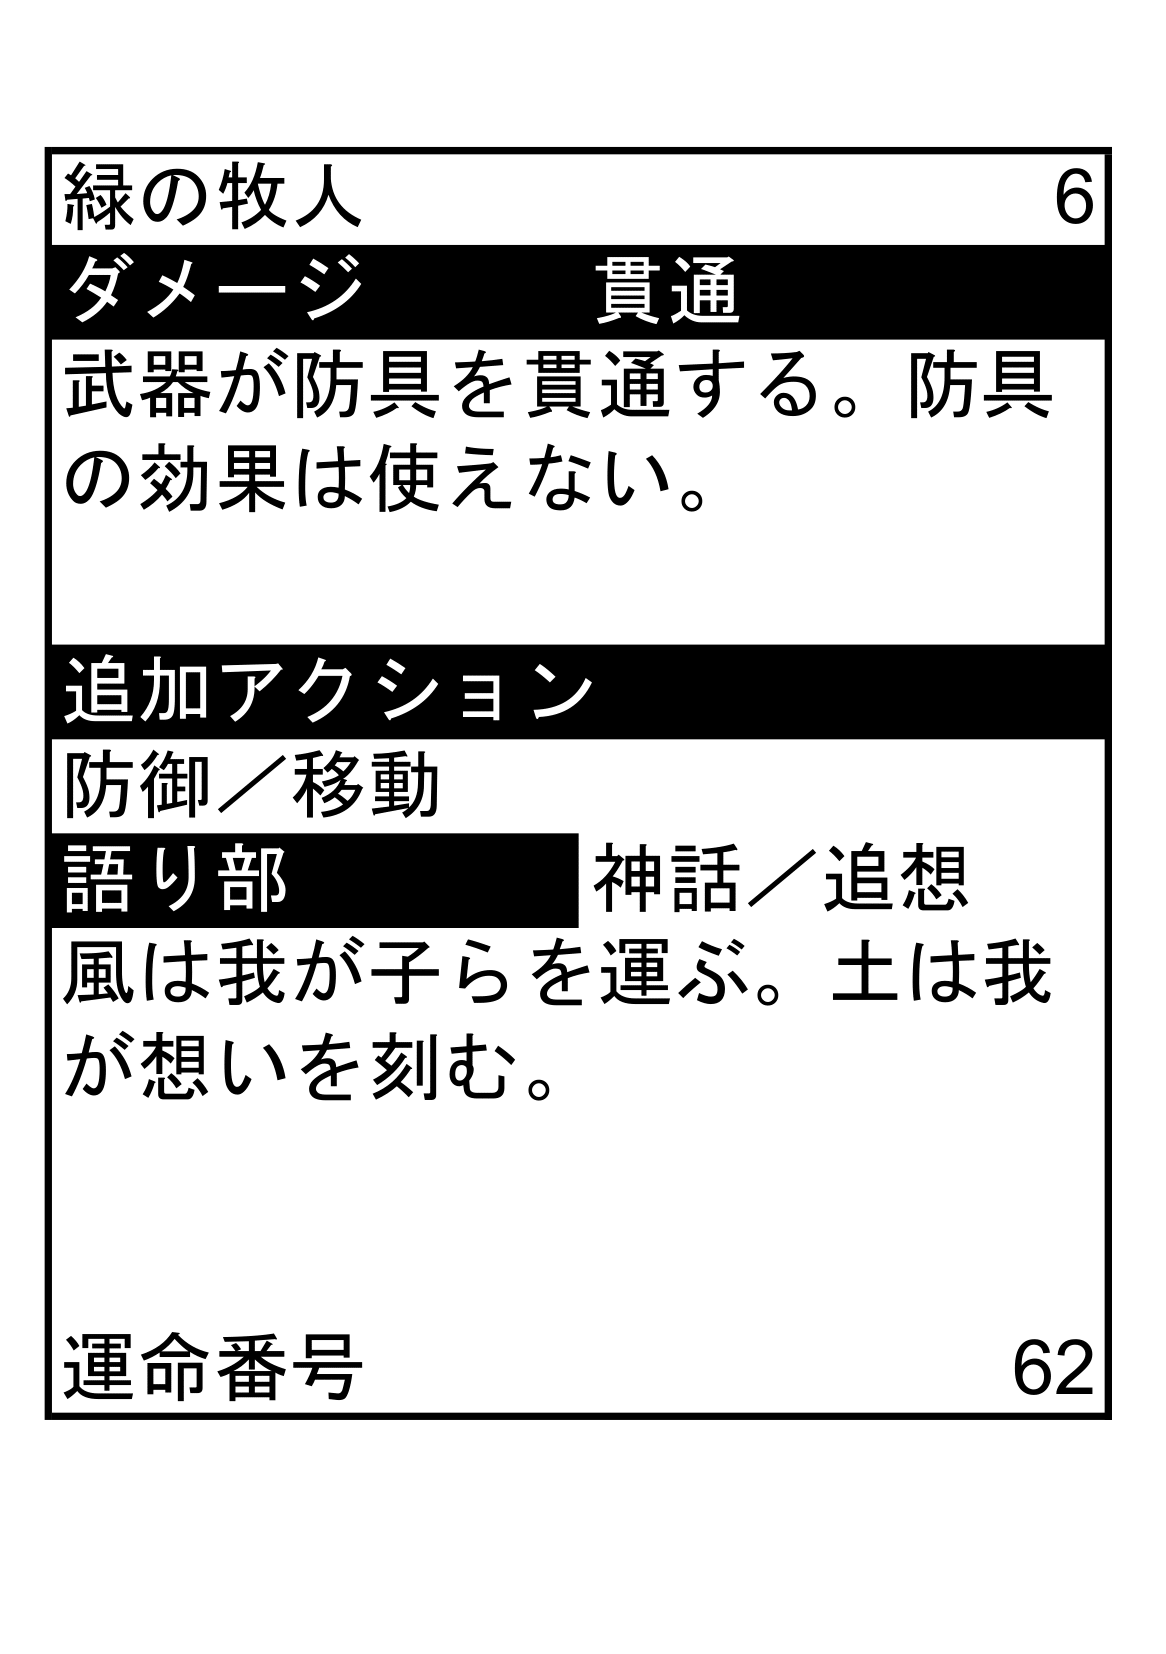 緑の牧人 6
ダメージ 貫通
武器が防具を貫通する。防具
の効果は使えない。
追加アクション
防御／移動
語り部 神話／追想
風は我が子らを運ぶ。土は我
が想いを刻む。
運命番号 62